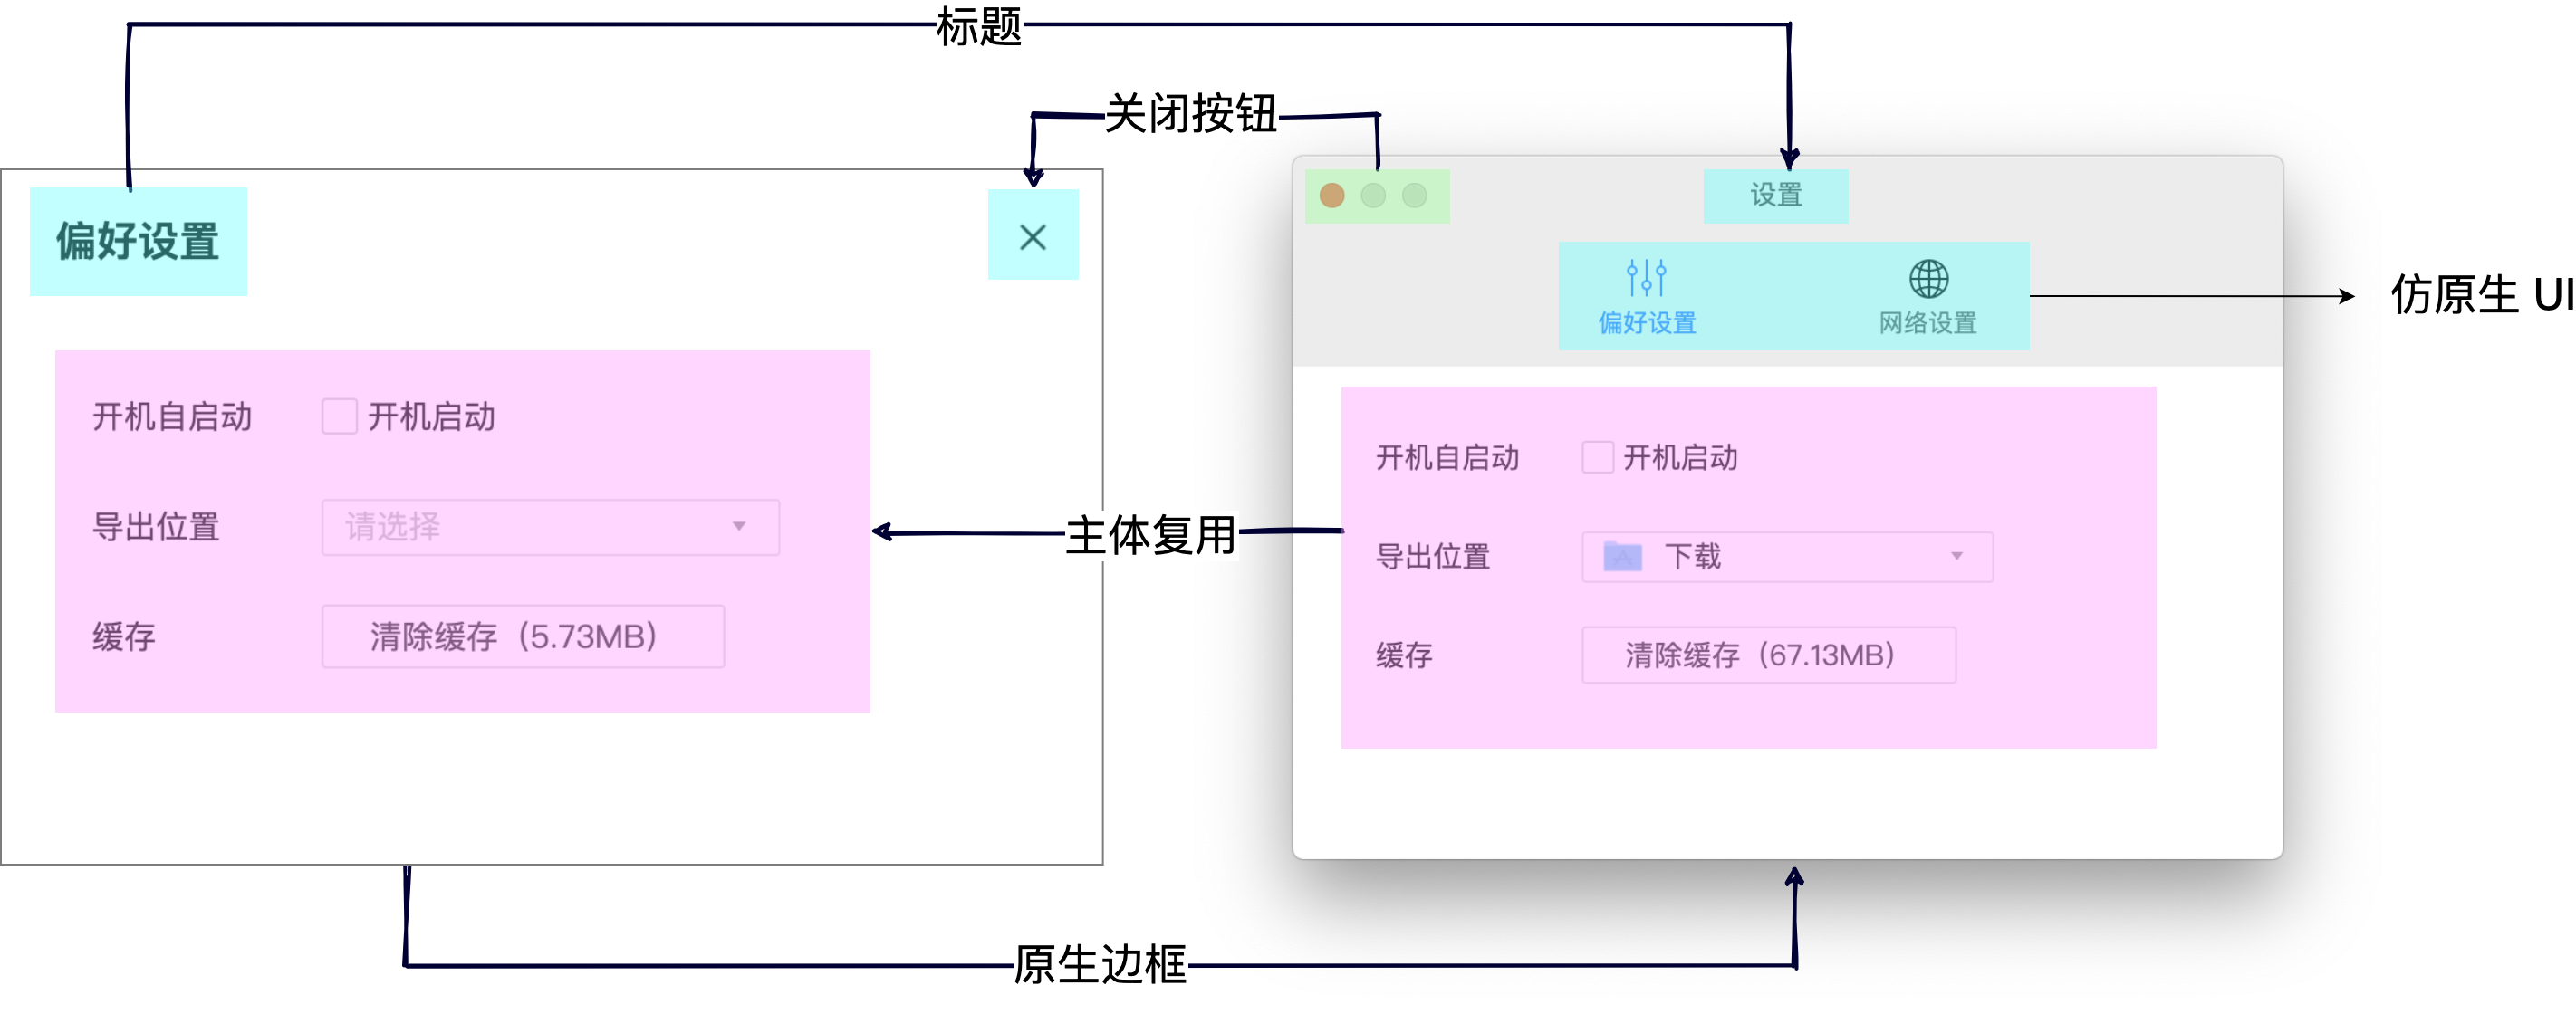 标题
关闭按钮
偏好设置
开机自启动
开机启动
导出位置
请选择
缓存
清除缓存（5.73MB）
主体复用
设置
偏好设置
网络设置
仿原生 UI
开机自启动
开机启动
导出位置
下载
缓存
清除缓存（67.13MB）
原生边框